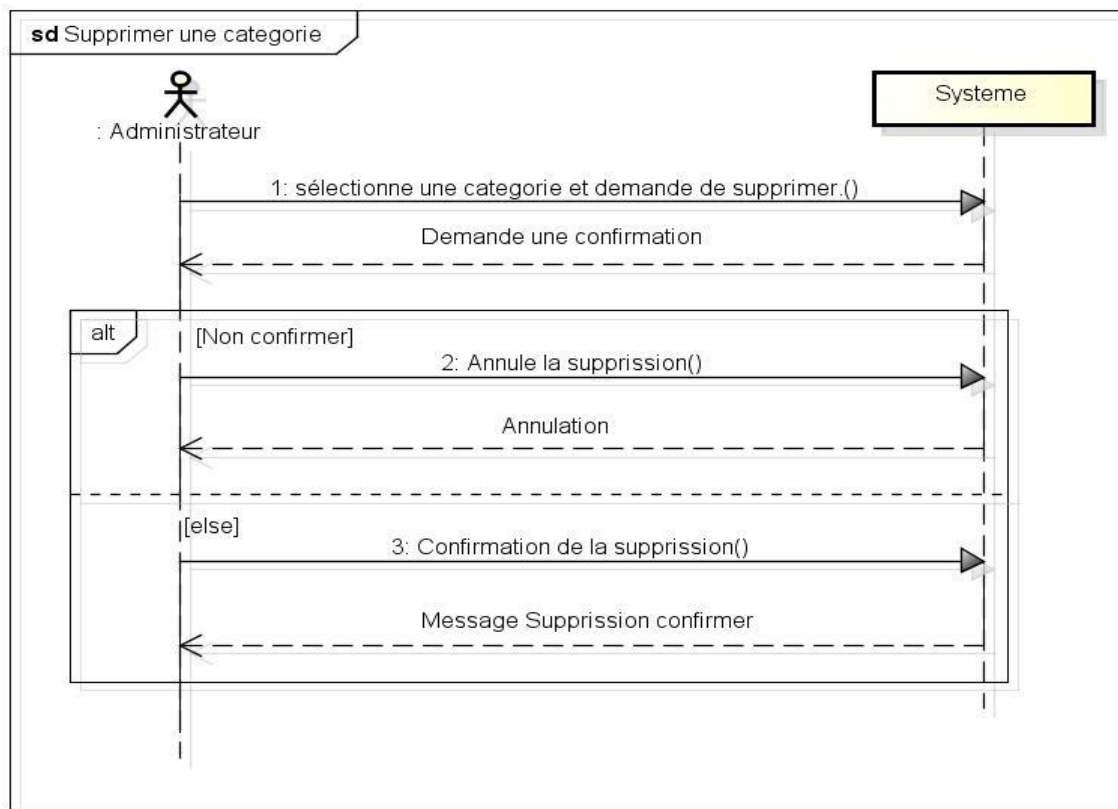 sd Supprimer une categorie
Systeme
: Administrateur
1: sélectionne une categorie et demande de supprimer.()
Demande une confirmation
alt
[Non confirmer]
2: Annule la supprission()
Annulation
[else]
3: Confirmation de la supprission()
Message Supprission confirmer